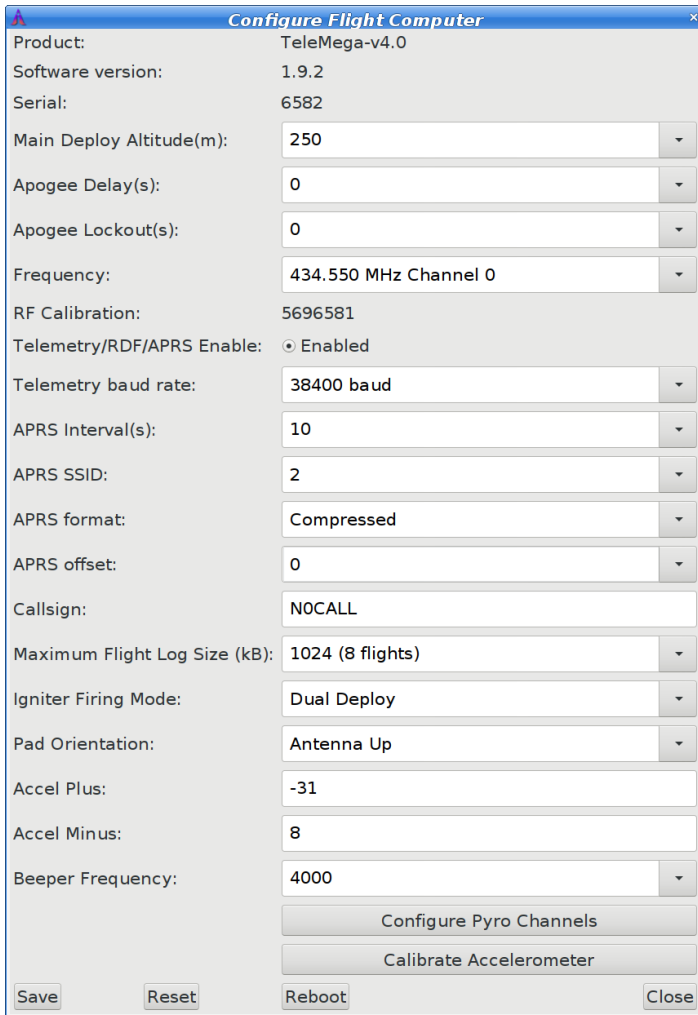 Configure Flight Computer
Product: TeleMega-v4.0
Software version: 1.9.2
Serial: 6582
Main Deploy Altitude(m): 250
Apogee Delay(s): 0
Apogee Lockout(s): 0
Frequency: 434.550 MHz Channel 0
RF Calibration: 5696581
Telemetry/RDF/APRS Enable: Enabled
Telemetry baud rate: 38400 baud
APRS Interval(s): 10
APRS SSID: 2
APRS format: Compressed
APRS offset: 0
Callsign: N0CALL
Maximum Flight Log Size (kB): 1024 (8 flights)
Igniter Firing Mode: Dual Deploy
Pad Orientation: Antenna Up
Accel Plus: -31
Accel Minus: 8
Beeper Frequency: 4000
Configure Pyro Channels
Calibrate Accelerometer
Save Reset Reboot Close